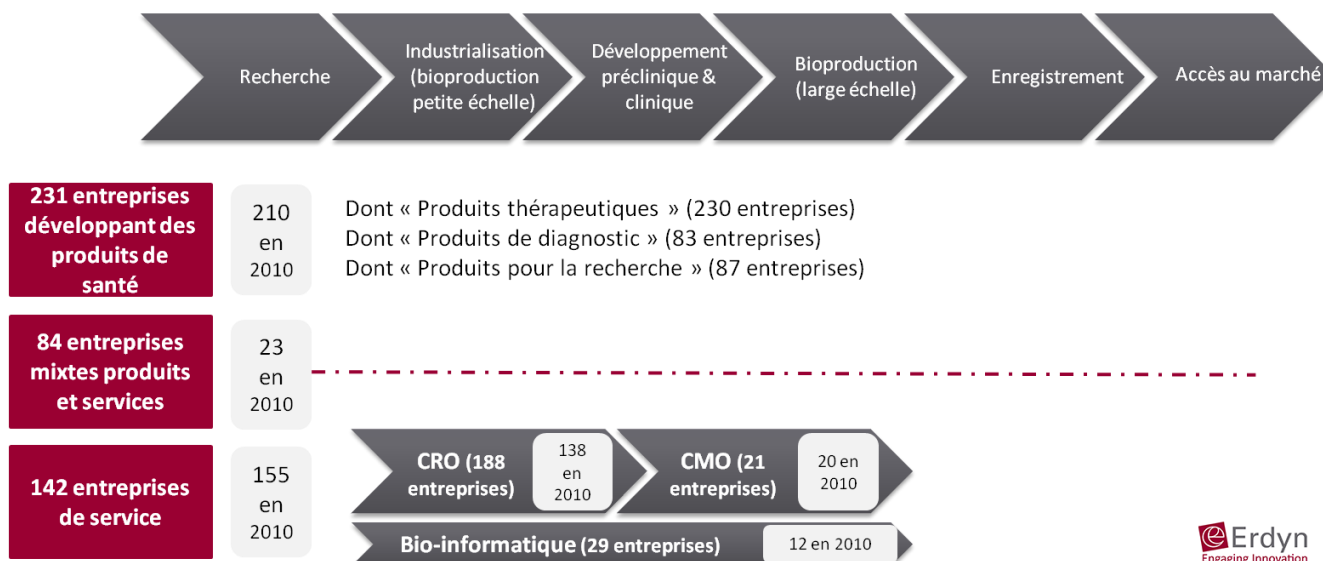 Recherche
Industrialisation
(bioproduction
petite échelle)
Développement
préclinique &
clinique
Bioproduction
(large échelle)
Enregistrement
Accès au marché
231 entreprises
développant des
produits de
santé
210
en
2010
Dont « Produits thérapeutiques » (230 entreprises)
Dont « Produits de diagnostic » (83 entreprises)
Dont « Produits pour la recherche » (87 entreprises)
84 entreprises
mixtes produits
et services
23
en
2010
142 entreprises
de service
155
en
2010
CRO (188
entreprises)
138
en
2010
CMO (21
entreprises)
20 en
2010
Bio-informatique (29 entreprises)
12 en 2010
Erdyn
Engaging Innovation